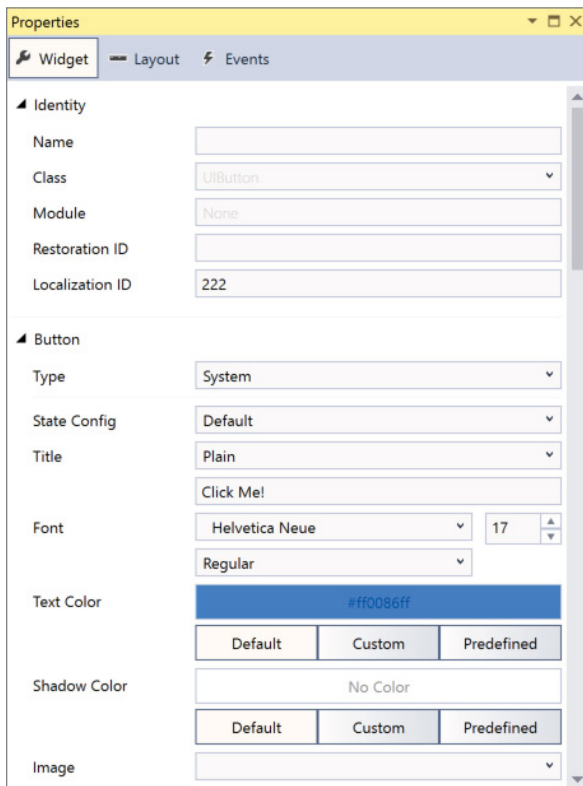 Properties
Widget Layout Events
Identity
Name
Class UIButton
Module None
Restoration ID
Localization ID 222
Button
Type System
State Config Default
Title Plain
Click Me!
Font Helvetica Neue 17
Regular
Text Color #ff0086ff
Default Custom Predefined
Shadow Color No Color
Default Custom Predefined
Image